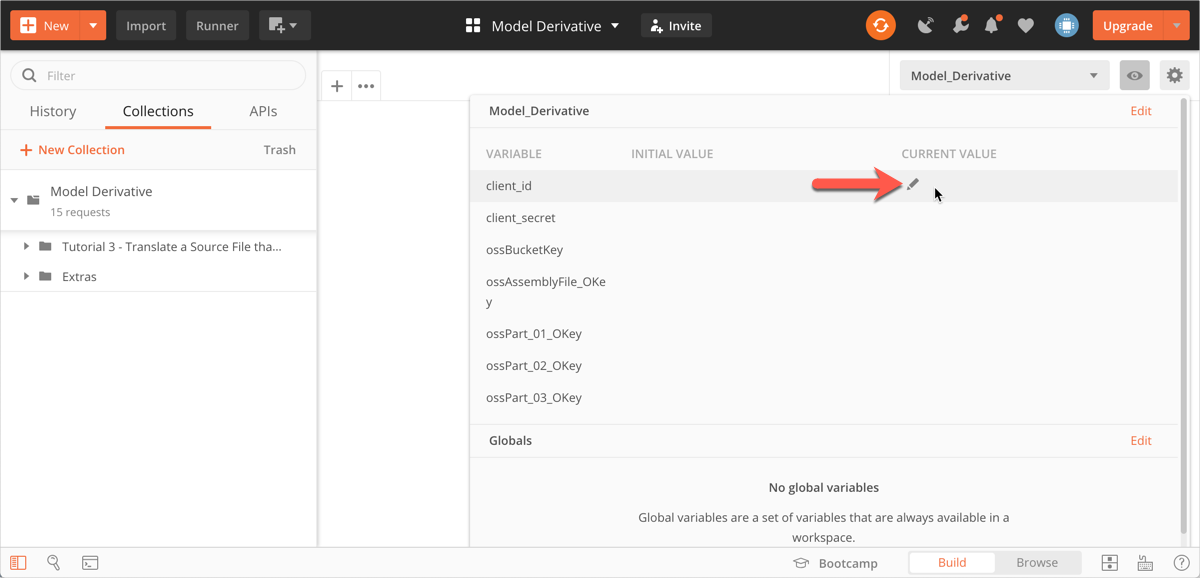 New
Import
Runner
Model Derivative
Invite
Upgrade
Filter
History
Collections
APIs
New Collection
Trash
Model Derivative
15 requests
Tutorial 3 - Translate a Source File tha...
Extras
Model_Derivative
Model_Derivative
Edit
VARIABLE
INITIAL VALUE
CURRENT VALUE
client_id
client_secret
ossBucketKey
ossAssemblyFile_OKe
y
ossPart_01_OKey
ossPart_02_OKey
ossPart_03_OKey
Globals
Edit
No global variables
Global variables are a set of variables that are always available in a
workspace.
Bootcamp
Build
Browse